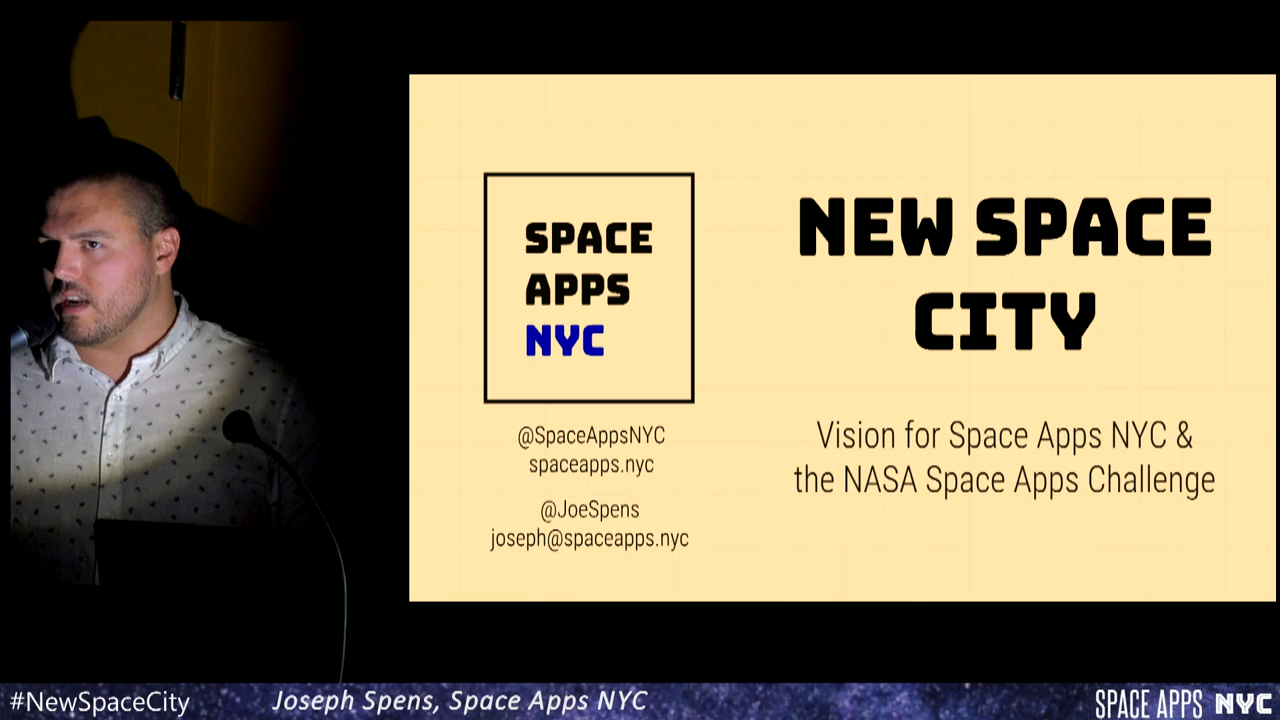 SPACE
APPS
NYC
@SpaceAppsNYC
spaceapps.nyc
@JoeSpens
joseph@spaceapps.nyc
NEW SPACE
CITY
Vision for Space Apps NYC &
the NASA Space Apps Challenge
#NewSpaceCity
Joseph Spens, Space Apps NYC
SPACE APPS NYC